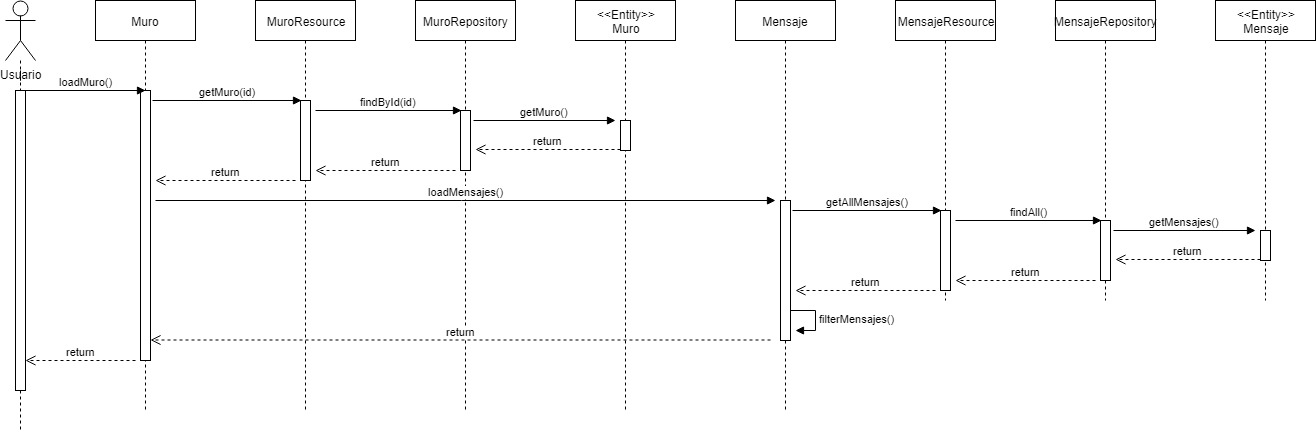 Muro
MuroResource
MuroRepository
<<Entity>>
Muro
Mensaje
MensajeResource
MensajeRepository
<<Entity>>
Mensaje
Usuario
loadMuro()
getMuro(id)
findById(id)
getMuro()
return
return
return
loadMensajes()
getAllMensajes()
findAll()
getMensajes()
return
return
return
filterMensajes()
return
return